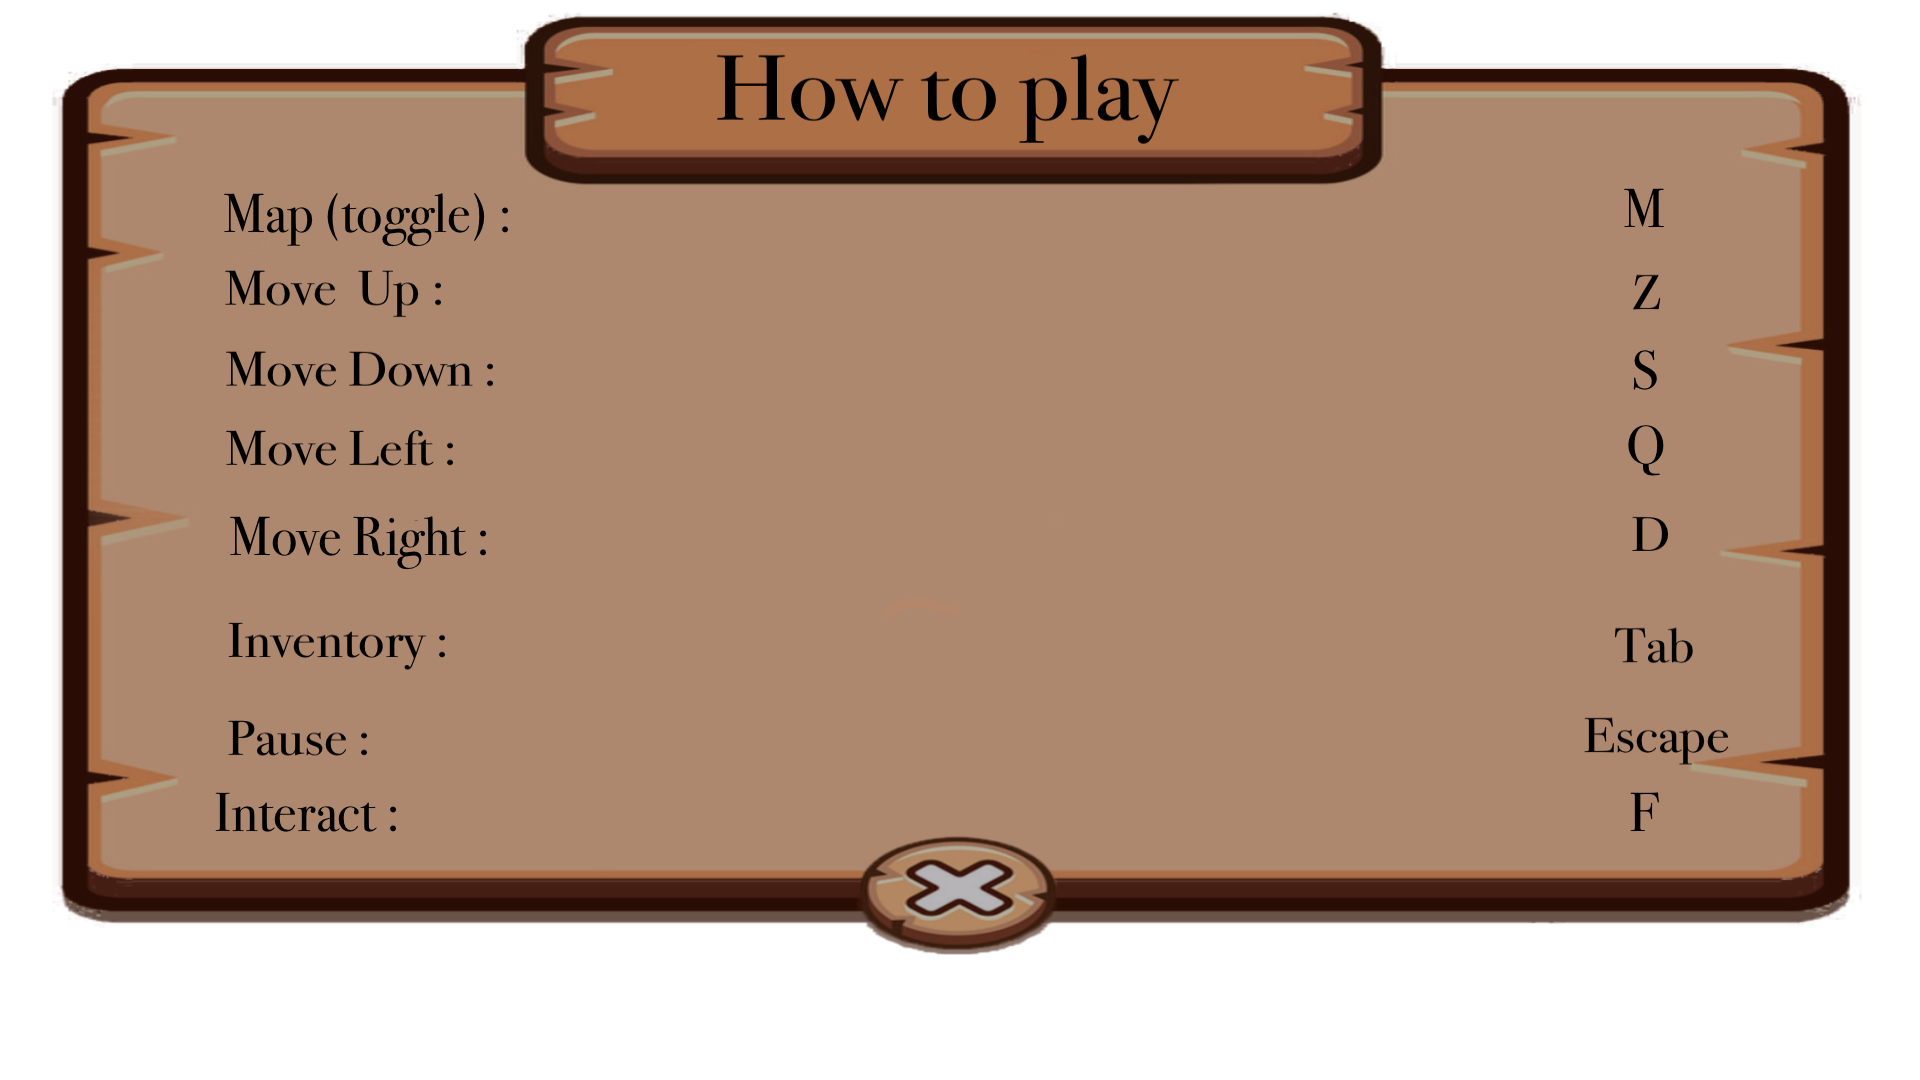 How to play
Map (toggle) : M
Move Up : Z
Move Down : S
Move Left : Q
Move Right : D
Inventory : Tab
Pause : Escape
Interact : F